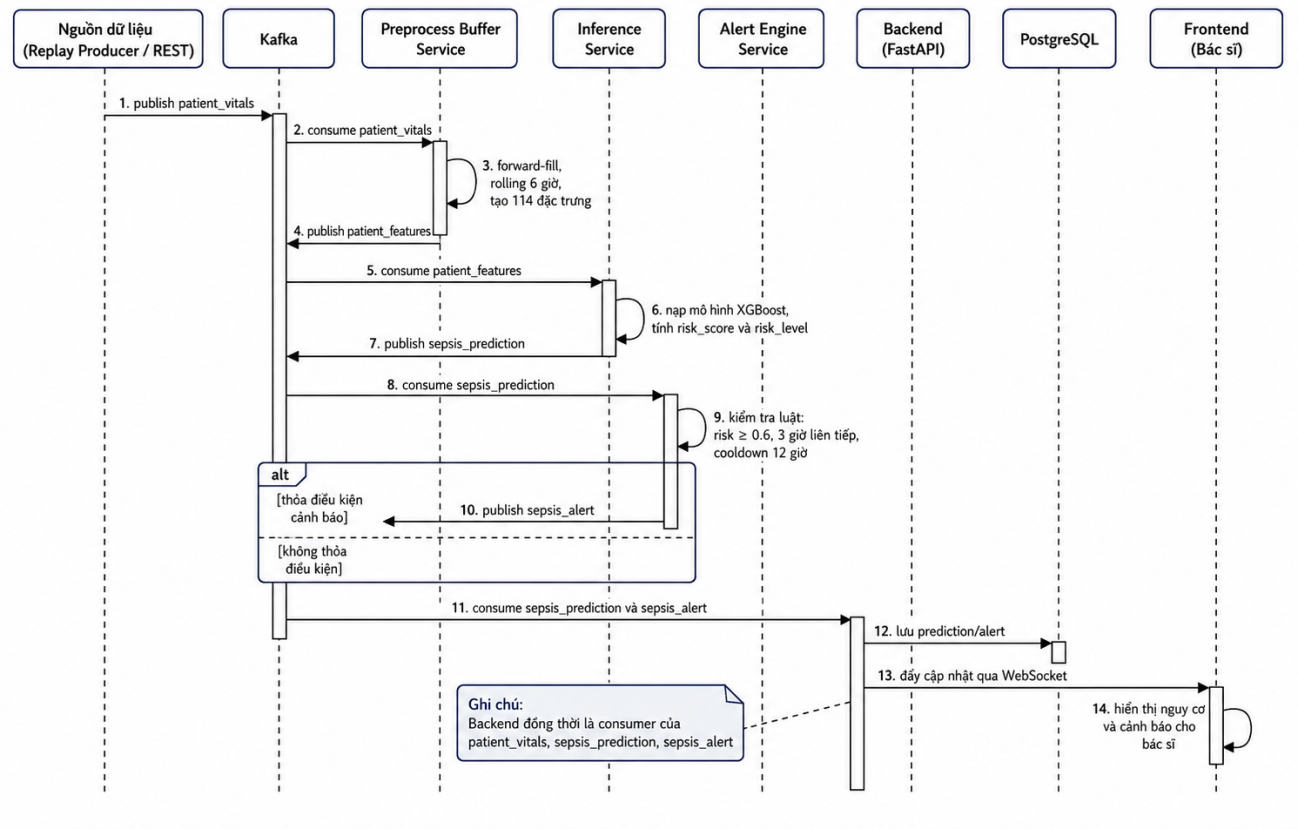 Nguồn dữ liệu
(Replay Producer / REST)
Kafka
Preprocess Buffer
Service
Inference
Service
Alert Engine
Service
Backend
(FastAPI)
PostgreSQL
Frontend
(Bác sĩ)
1. publish patient_vitals
2. consume patient_vitals
3. forward-fill,
rolling 6 giờ,
tạo 114 đặc trưng
4. publish patient_features
5. consume patient_features
6. nạp mô hình XGBoost,
tính risk_score và risk_level
7. publish sepsis_prediction
8. consume sepsis_prediction
9. kiểm tra luật:
risk ≥ 0.6, 3 giờ liên tiếp,
cooldown 12 giờ
alt
[thỏa điều kiện
cảnh báo]
10. publish sepsis_alert
[không thỏa
điều kiện]
11. consume sepsis_prediction và sepsis_alert
12. lưu prediction/alert
13. đẩy cập nhật qua WebSocket
Ghi chú:
Backend đồng thời là consumer của
patient_vitals, sepsis_prediction, sepsis_alert
14. hiển thị nguy cơ
và cảnh báo cho
bác sĩ